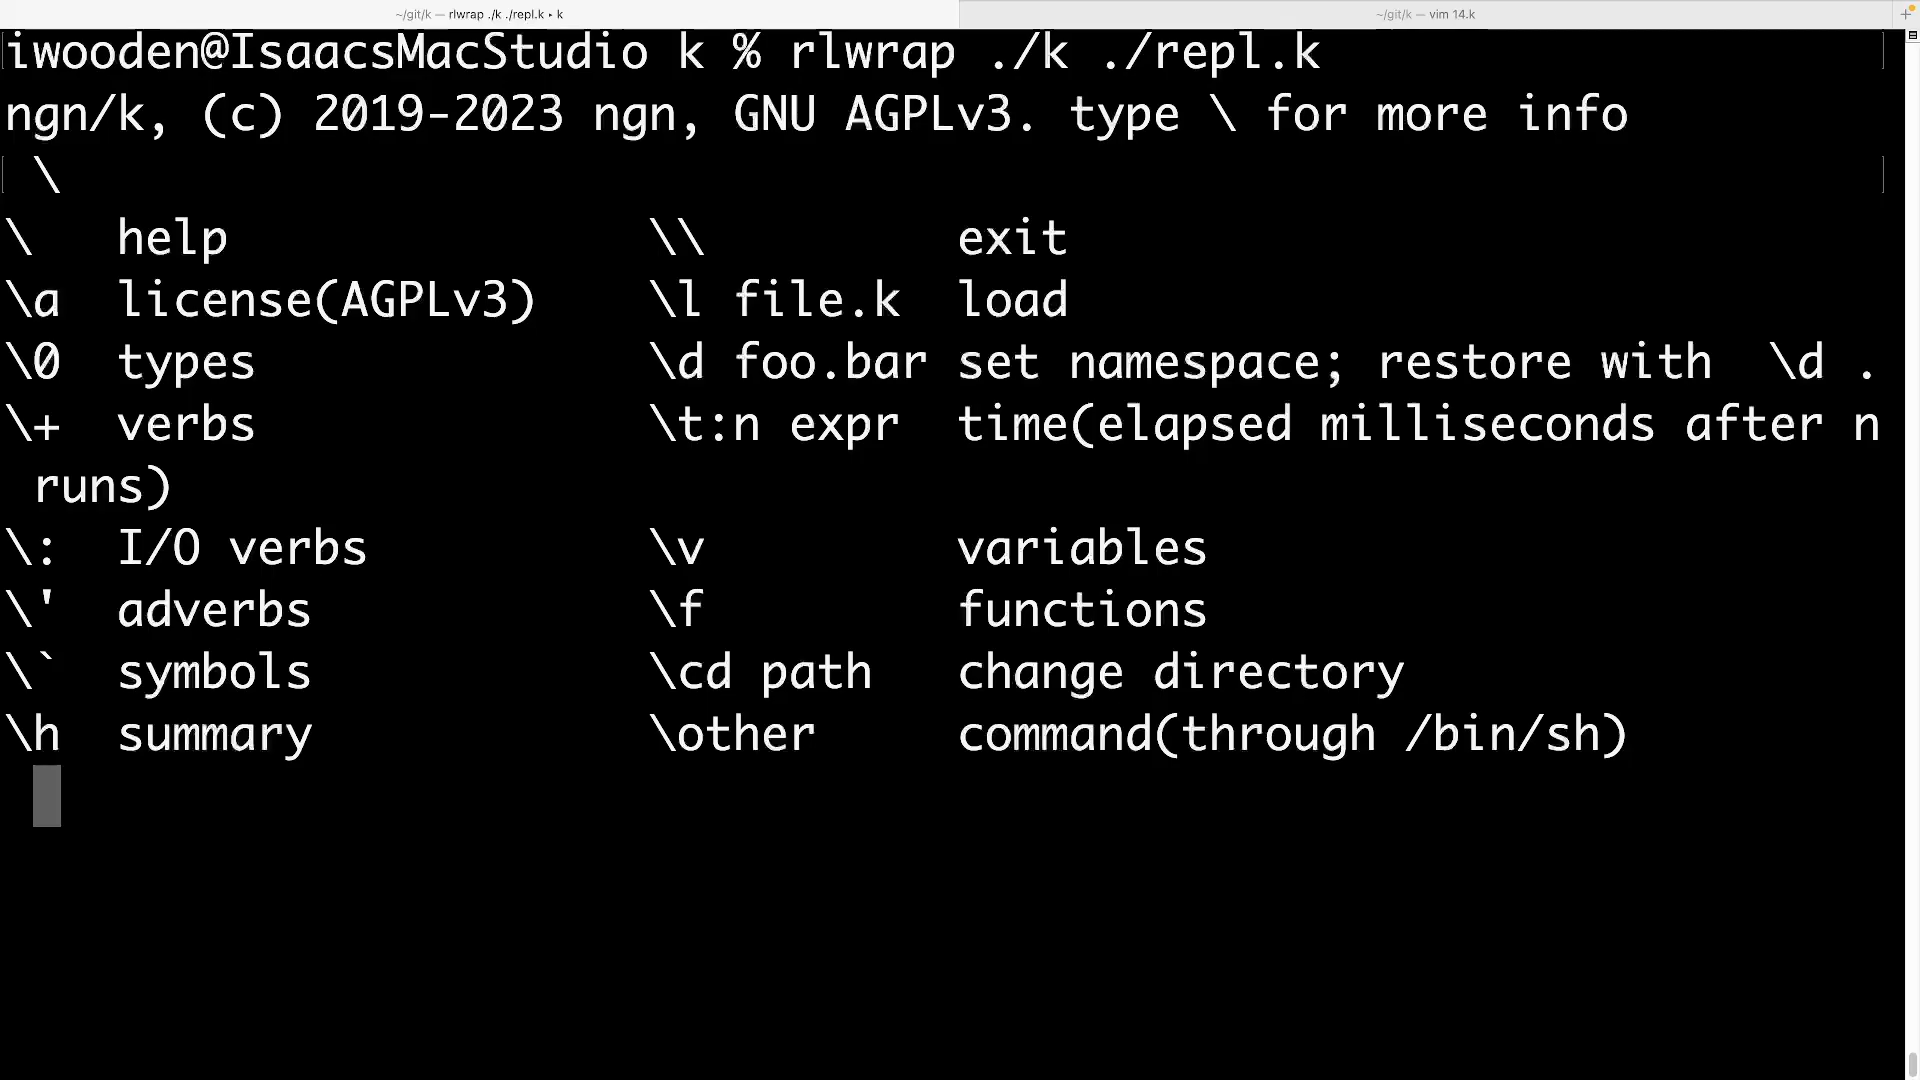 ~/git/k — rlwrap ./k ./repl.k ▸ k
~/git/k — vim 14.k
+
iwooden@IsaacsMacStudio k % rlwrap ./k ./repl.k
ngn/k, (c) 2019-2023 ngn, GNU AGPLv3. type \ for more info
\
\   help               \\         exit
\a  license(AGPLv3)    \l file.k  load
\0  types              \d foo.bar set namespace; restore with  \d .
\+  verbs              \t:n expr  time(elapsed milliseconds after n
 runs)
\:  I/O verbs          \v         variables
\'  adverbs            \f         functions
\`  symbols            \cd path   change directory
\h  summary            \other     command(through /bin/sh)